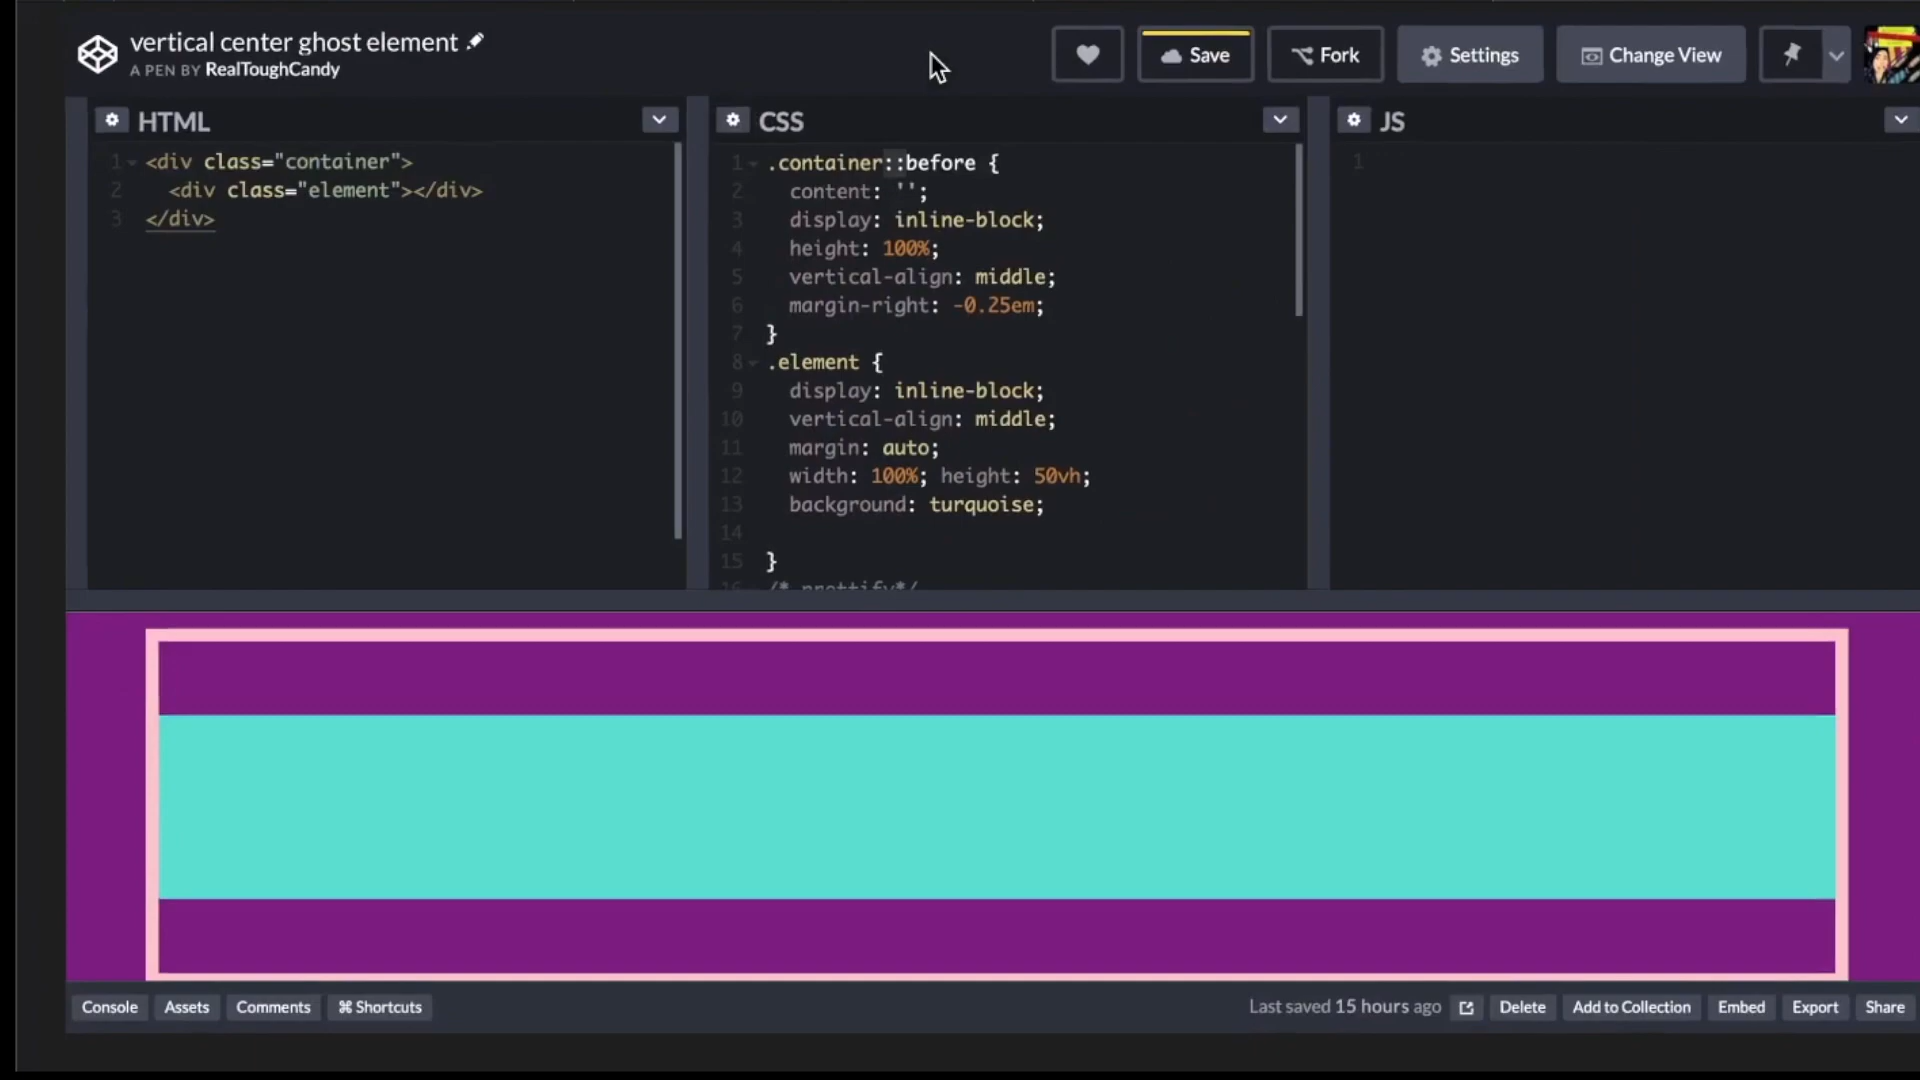 vertical center ghost element
A PEN BY RealToughCandy
Save
Fork
Settings
Change View
HTML
1 <div class="container">
2 <div class="element"></div>
3 </div>
CSS
1 .container::before {
2 content: '';
3 display: inline-block;
4 height: 100%;
5 vertical-align: middle;
6 margin-right: -0.25em;
7 }
8 .element {
9 display: inline-block;
10 vertical-align: middle;
11 margin: auto;
12 width: 100%; height: 50vh;
13 background: turquoise;
14
15 }
16 /* prettify*/
JS
1
Console Assets Comments ⌘ Shortcuts Last saved 15 hours ago Delete Add to Collection Embed Export Share